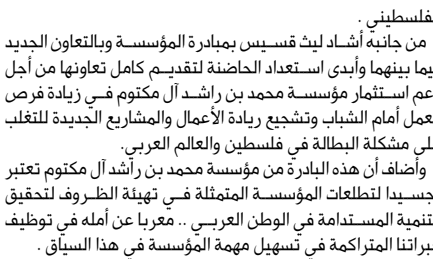 فلسطيني .
من جانبه أشاد ليث قسيس بمبادرة المؤسسة وبالتعاون الجديد
يما بينهما وأبدى استعداد الحاضنة لتقديم كامل تعاونها من أجل
عم استثمار مؤسسة محمد بن راشد آل مكتوم في زيادة فرص
عمل أمام الشباب وتشجيع ريادة الأعمال والمشاريع الجديدة للتغلب
لى مشكلة البطالة في فلسطين والعالم العربي.
وأضاف أن هذه البادرة من مؤسسة محمد بن راشد آل مكتوم تعتبر
جسيدا لتطلعات المؤسسة المتمثلة في تهيئة الظروف لتحقيق
تنمية المستدامة في الوطن العربي .. معربا عن أمله في توظيف
براتنا المتراكمة في تسهيل مهمة المؤسسة في هذا السياق .